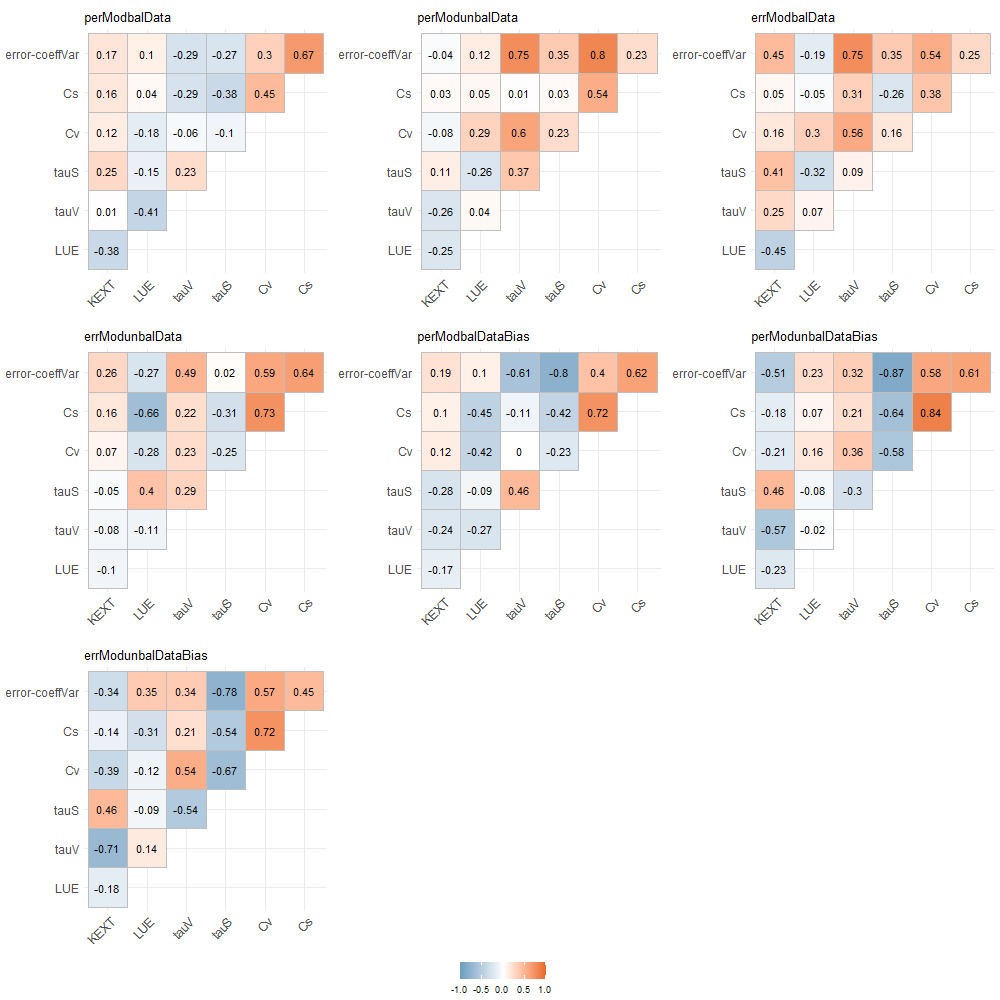 perModbalData
error-coeffVar 0.17 0.1 -0.29 -0.27 0.3 0.67
Cs 0.16 0.04 -0.29 -0.38 0.45
Cv 0.12 -0.18 -0.06 -0.1
tauS 0.25 -0.15 0.23
tauV 0.01 -0.41
LUE -0.38
KEXT LUE tauV tauS Cv Cs
perModunbalData
-0.04 0.12 0.75 0.35 0.8 0.23
error-coeffVar
Cs 0.03 0.05 0.01 0.03 0.54
Cv -0.08 0.29 0.6 0.23
tauS 0.11 -0.26 0.37
tauV -0.26 0.04
LUE -0.25
KEXT LUE tauV tauS Cv Cs
errModbalData
error-coeffVar 0.45 -0.19 0.75 0.35 0.54 0.25
Cs 0.05 -0.05 0.31 -0.26 0.38
Cv 0.16 0.3 0.56 0.16
tauS 0.41 -0.32 0.09
tauV 0.25 0.07
LUE -0.45
KEXT LUE tauV tauS Cv Cs
errModunbalData
error-coeffVar 0.26 -0.27 0.49 0.02 0.59 0.64
Cs 0.16 -0.66 0.22 -0.31 0.73
Cv 0.07 -0.28 0.23 -0.25
tauS -0.05 0.4 0.29
tauV -0.08 -0.11
LUE -0.1
KEXT LUE tauV tauS Cv Cs
perModbalDataBias
error-coeffVar 0.19 0.1 -0.61 -0.8 0.4 0.62
Cs 0.1 -0.45 -0.11 -0.42 0.72
Cv 0.12 -0.42 0 -0.23
tauS -0.28 -0.09 0.46
tauV -0.24 -0.27
LUE -0.17
KEXT LUE tauV tauS Cv Cs
perModunbalDataBias
error-coeffVar -0.51 0.23 0.32 -0.87 0.58 0.61
Cs -0.18 0.07 0.21 -0.64 0.84
Cv -0.21 0.16 0.36 -0.58
tauS 0.46 -0.08 -0.3
tauV -0.57 -0.02
LUE -0.23
KEXT LUE tauV tauS Cv Cs
errModunbalDataBias
error-coeffVar -0.34 0.35 0.34 -0.78 0.57 0.45
Cs -0.14 -0.31 0.21 -0.54 0.72
Cv -0.39 -0.12 0.54 -0.67
tauS 0.46 -0.09 -0.54
tauV -0.71 0.14
LUE -0.18
KEXT LUE tauV tauS Cv Cs
-1.0 -0.5 0.0 0.5 1.0